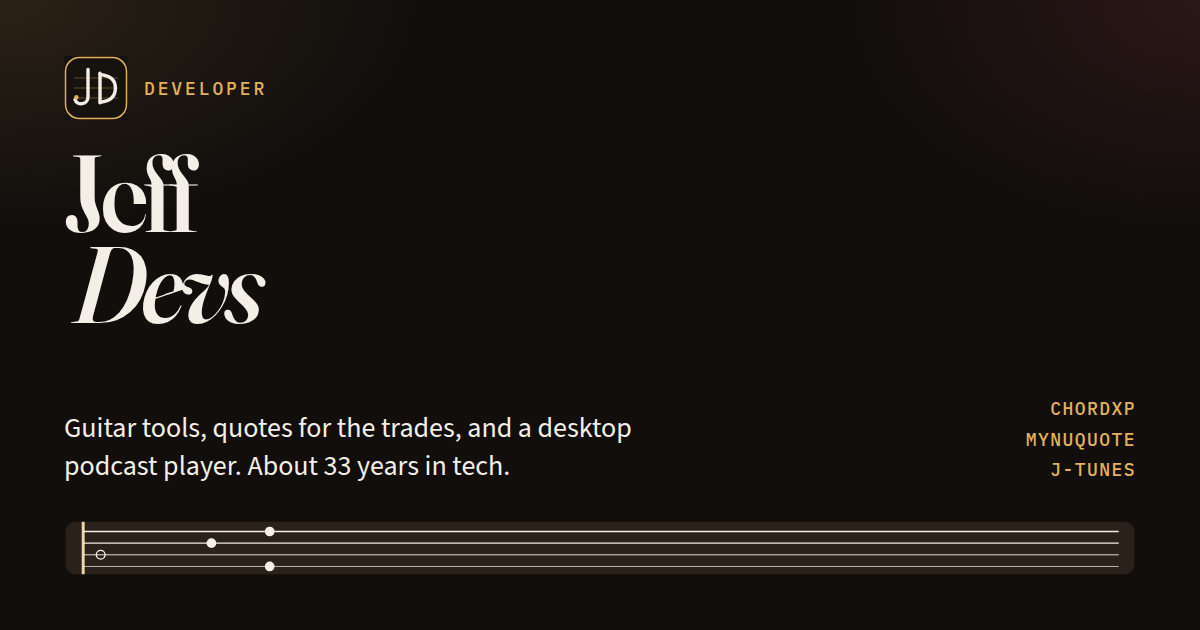 JD
DEVELOPER
Jeff
Devs
Guitar tools, quotes for the trades, and a desktop
podcast player. About 33 years in tech.
CHORDXP
MYNUQUOTE
J-TUNES